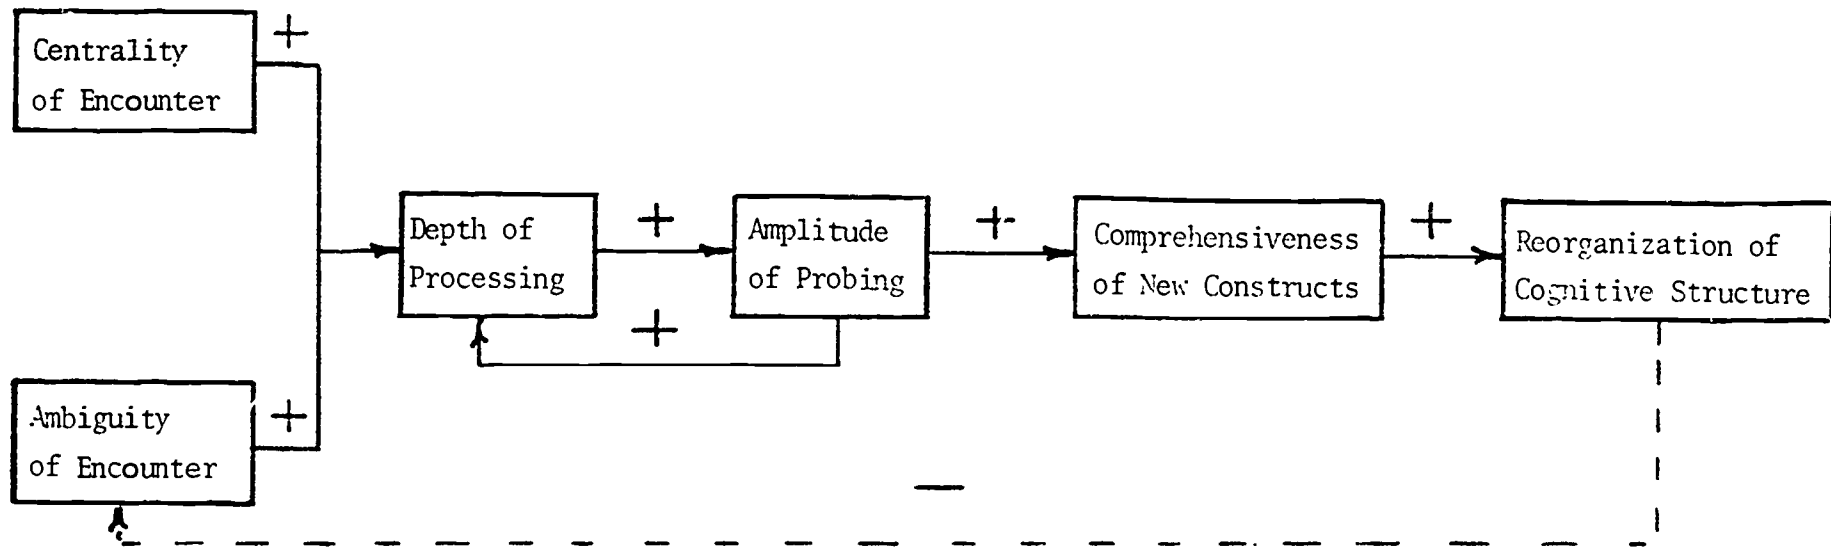 Centrality
of Encounter
+
Ambiguity
of Encounter
+
Depth of
Processing
+
+
Amplitude
of Probing
+
Comprehensiveness
of New Constructs
+
Reorganization of
Cognitive Structure
—